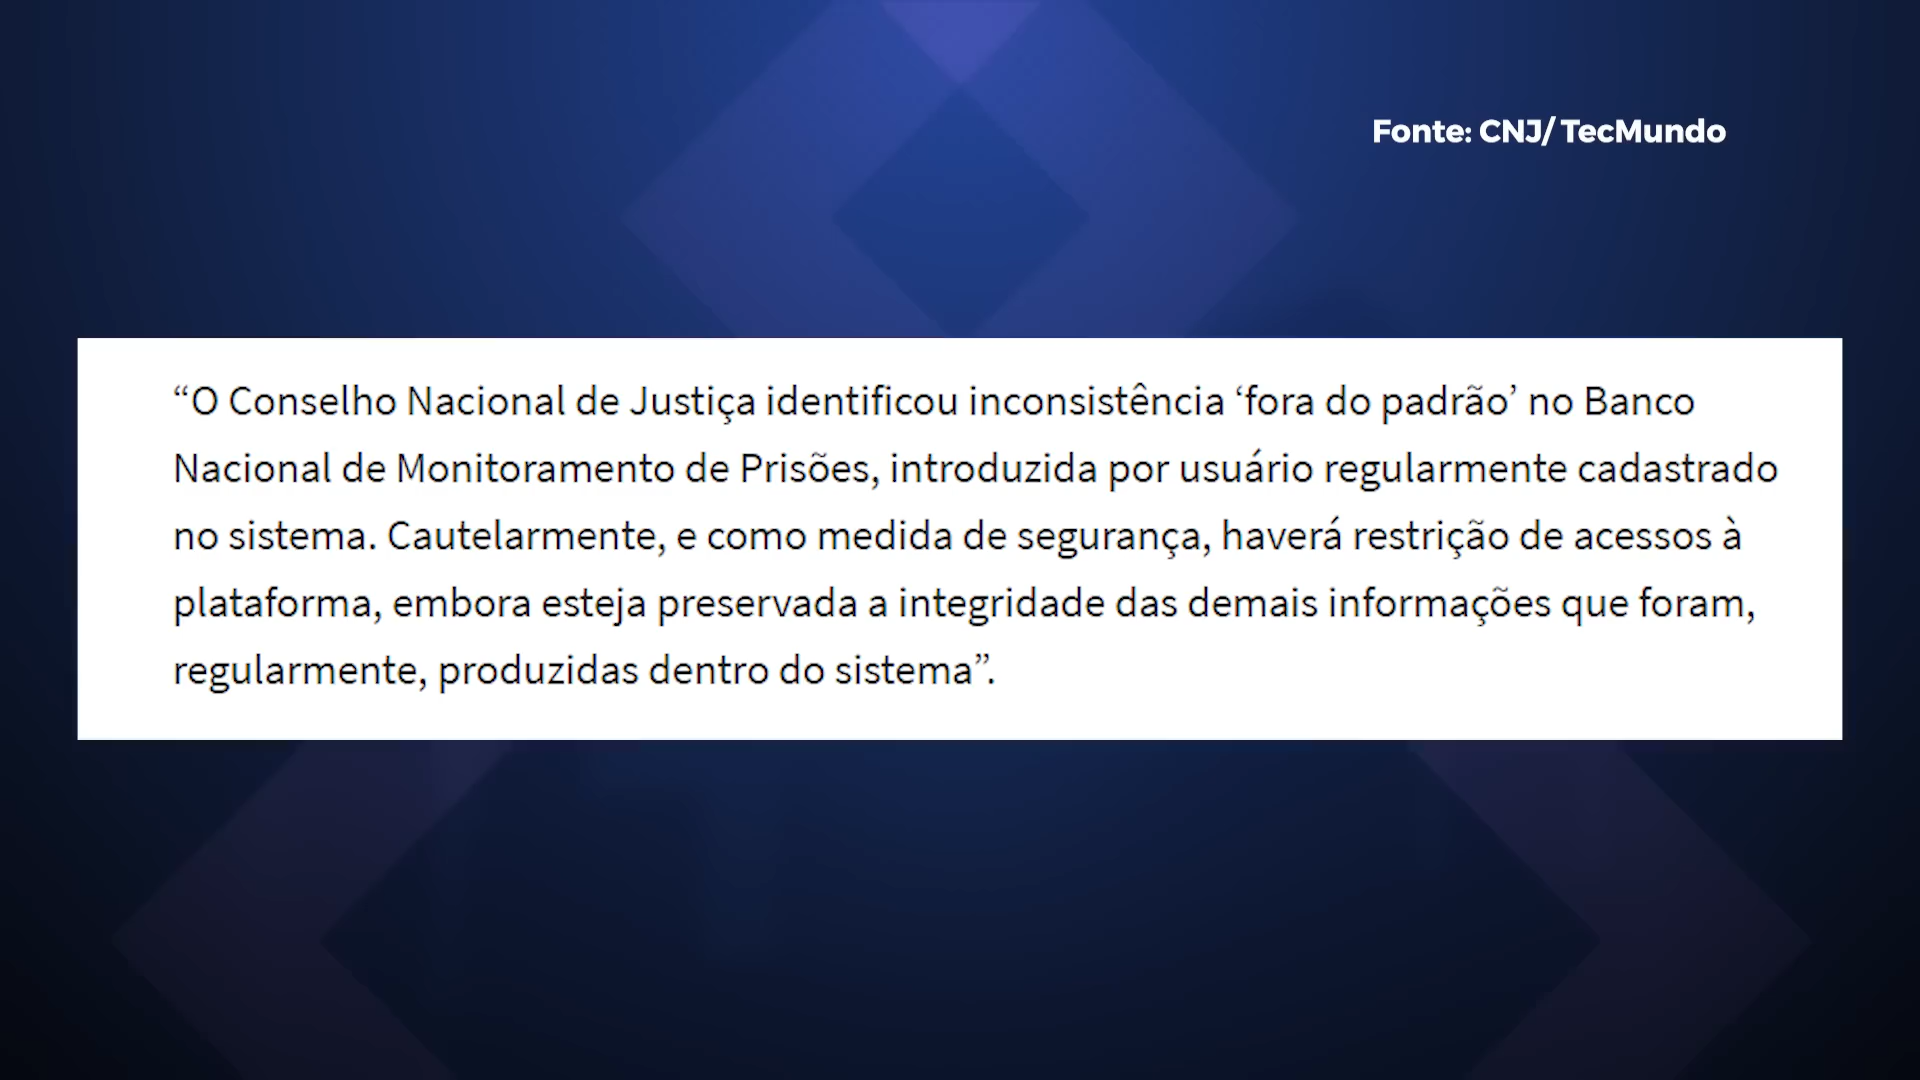 Fonte: CNJ/ TecMundo
“O Conselho Nacional de Justiça identificou inconsistência ‘fora do padrão’ no Banco
Nacional de Monitoramento de Prisões, introduzida por usuário regularmente cadastrado
no sistema. Cautelarmente, e como medida de segurança, haverá restrição de acessos à
plataforma, embora esteja preservada a integridade das demais informações que foram,
regularmente, produzidas dentro do sistema”.